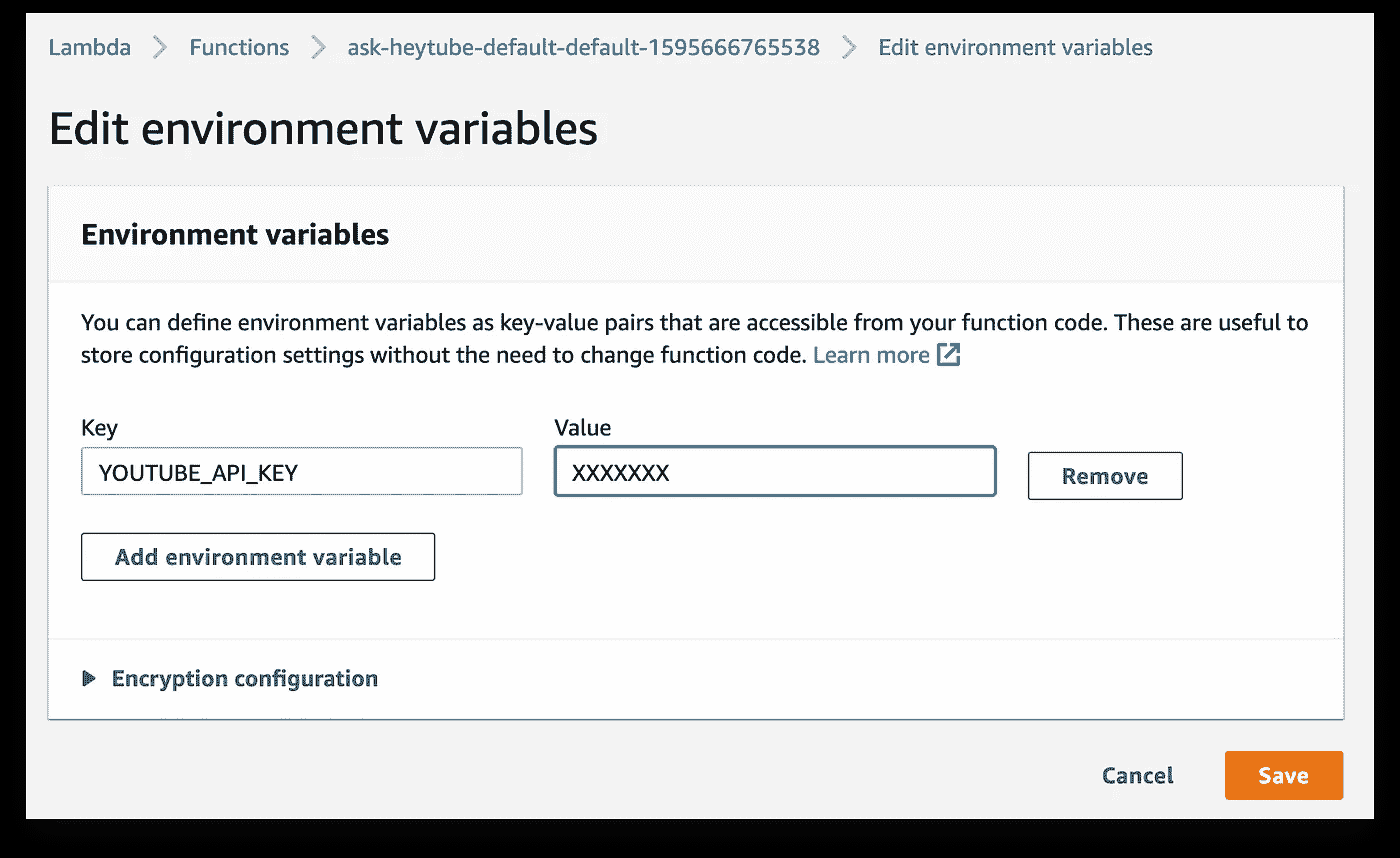 Lambda > Functions > ask-heytube-default-default-1595666765538 > Edit environment variables
Edit environment variables
Environment variables
You can define environment variables as key-value pairs that are accessible from your function code. These are useful to
store configuration settings without the need to change function code. Learn more
Key Value
YOUTUBE_API_KEY XXXXXXX Remove
Add environment variable
Encryption configuration
Cancel Save